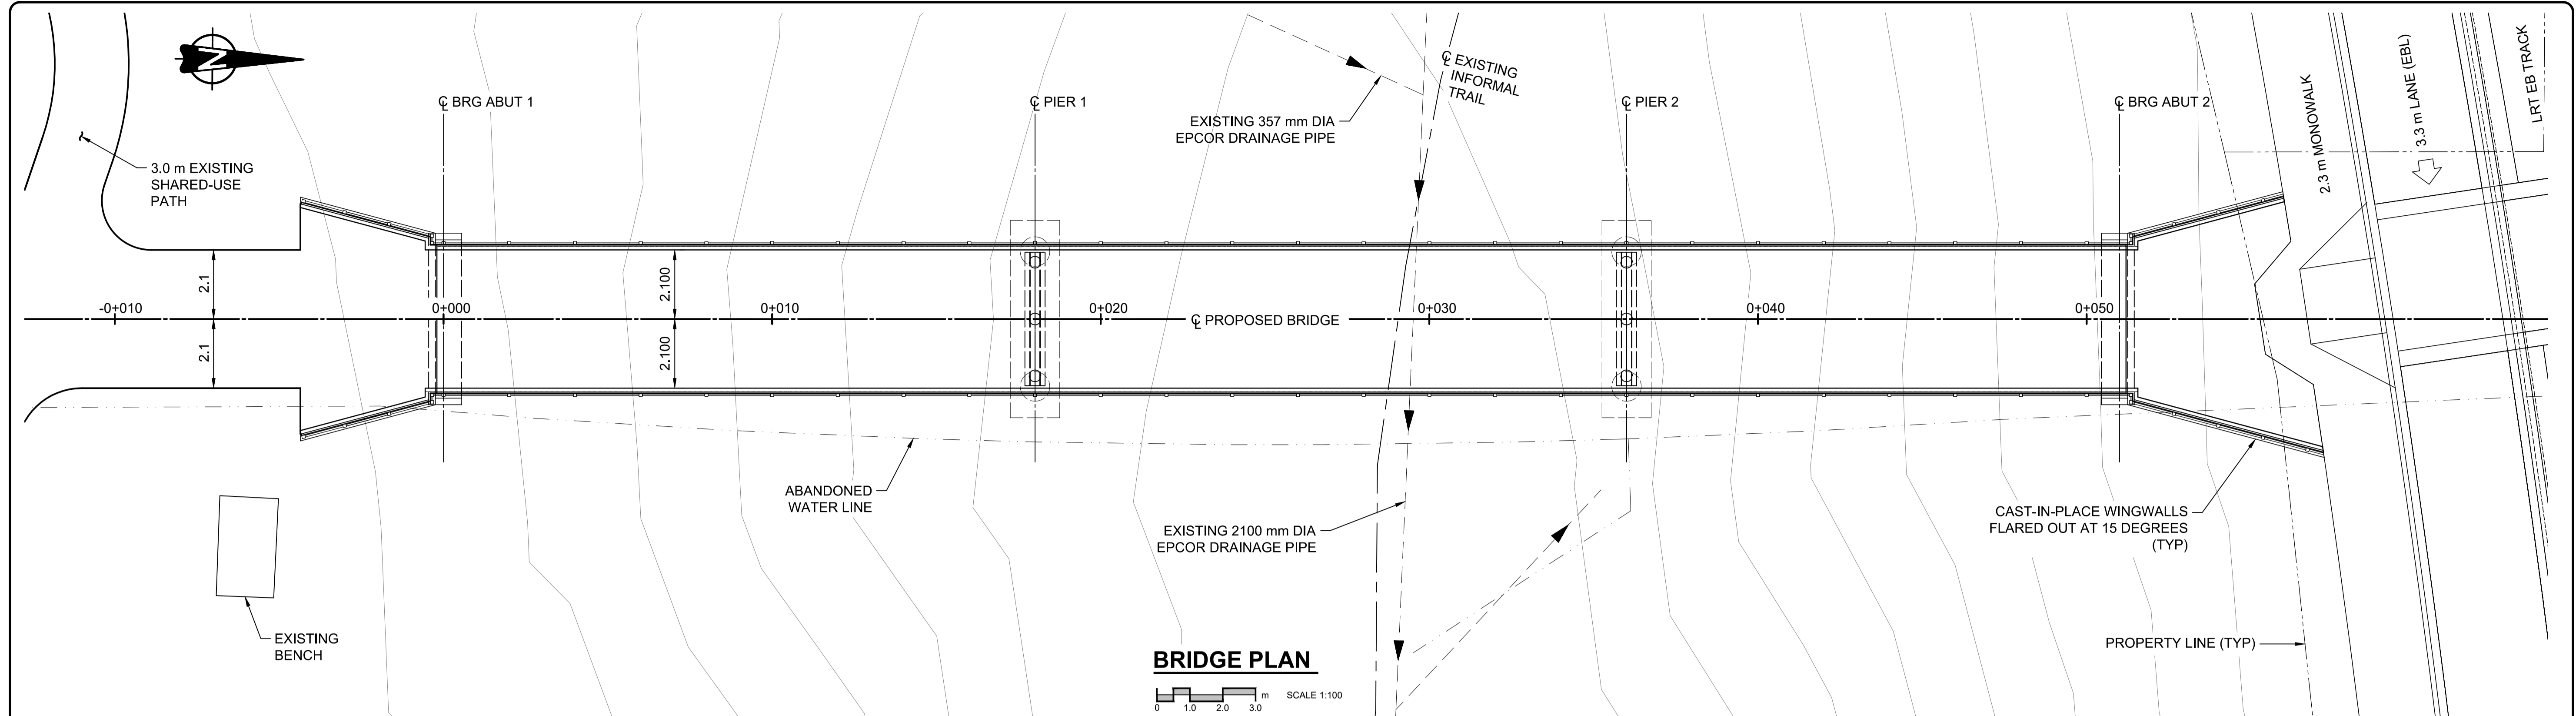 N
3.0 m EXISTING
SHARED-USE
PATH
℄ BRG ABUT 1
℄ PIER 1
EXISTING 357 mm DIA
EPCOR DRAINAGE PIPE
℄ EXISTING
INFORMAL
TRAIL
℄ PIER 2
℄ BRG ABUT 2
2.3 m MONOWALK
3.3 m LANE (EBL)
LRT EB TRACK
2.1
2.100
-0+010
0+000
0+010
0+020
℄ PROPOSED BRIDGE
0+030
0+040
0+050
2.1
2.100
ABANDONED
WATER LINE
EXISTING 2100 mm DIA
EPCOR DRAINAGE PIPE
CAST-IN-PLACE WINGWALLS
FLARED OUT AT 15 DEGREES
(TYP)
EXISTING
BENCH
PROPERTY LINE (TYP)
BRIDGE PLAN
m SCALE 1:100
0 1.0 2.0 3.0